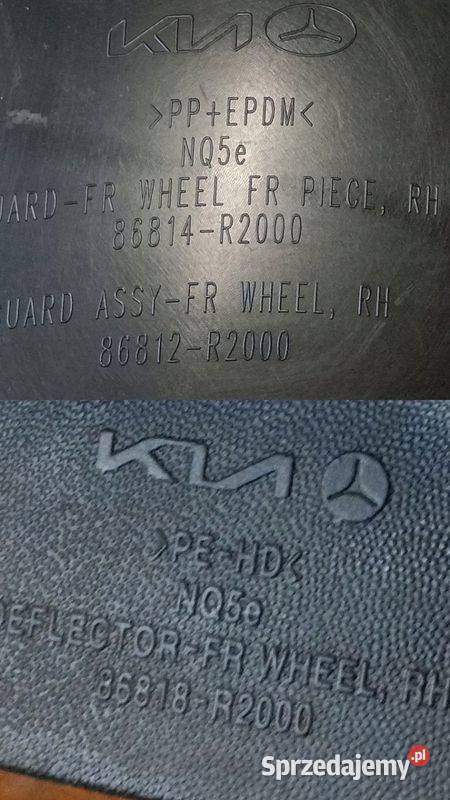 KIA
>PP+EPDM<
NQ5e
UARD-FR WHEEL FR PIECE, RH
86814-R2000
GUARD ASSY-FR WHEEL, RH
86812-R2000
KIA
>PE-HD<
NQ5e
DEFLECTOR-FR WHEEL, RH
86818-R2000
Sprzedajemy.pl